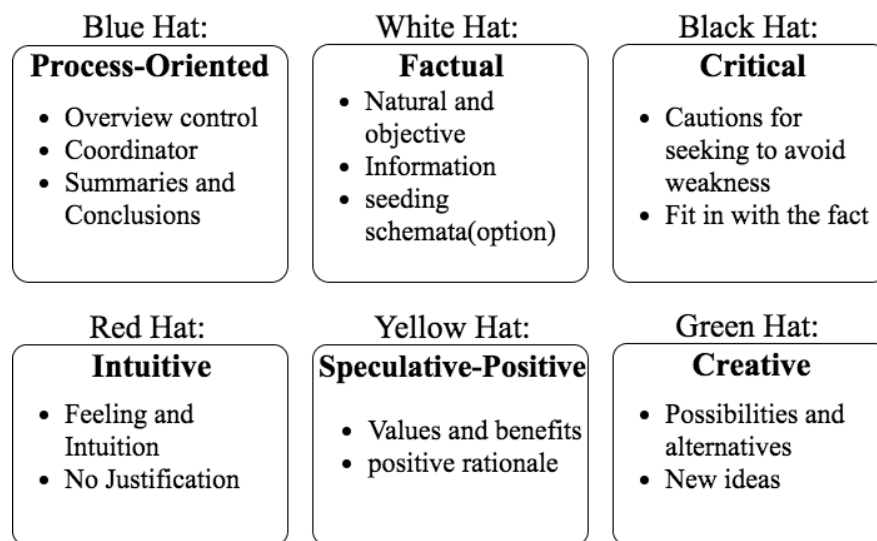 Blue Hat:
Process-Oriented
• Overview control
• Coordinator
• Summaries and
Conclusions
White Hat:
Factual
• Natural and
objective
• Information
• seeding
schemata(option)
Black Hat:
Critical
• Cautions for
seeking to avoid
weakness
• Fit in with the fact
Red Hat:
Intuitive
• Feeling and
Intuition
• No Justification
Yellow Hat:
Speculative-Positive
• Values and benefits
• positive rationale
Green Hat:
Creative
• Possibilities and
alternatives
• New ideas